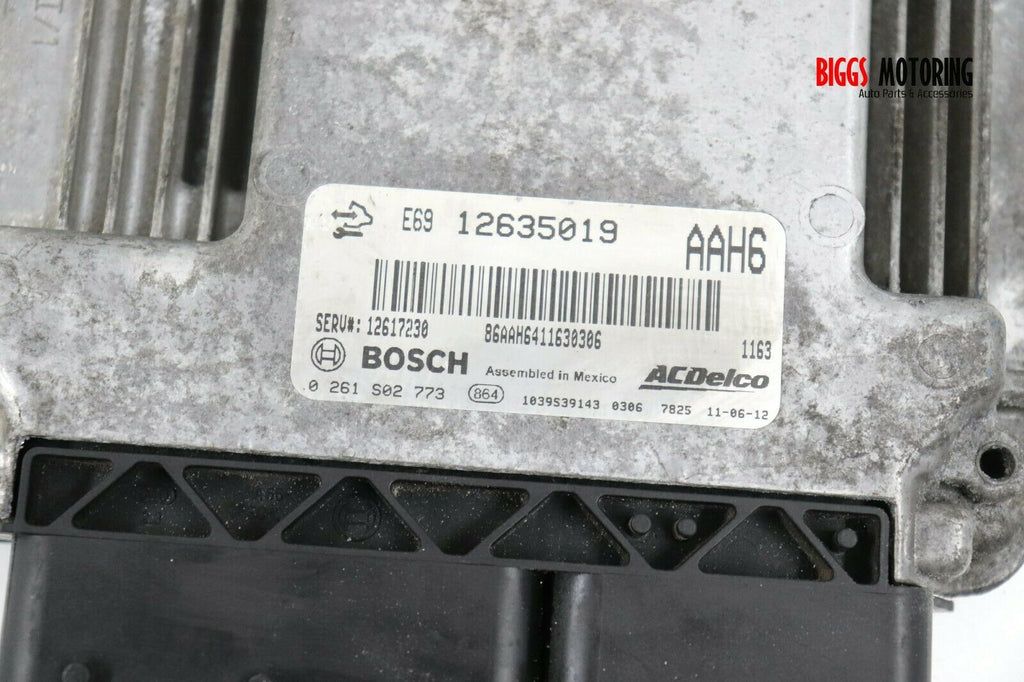 BIGGS MOTORING
Auto Parts & Accessories
E69 12635019 AAH6
SERV#: 12617230 86AAH6411630306 1163
BOSCH Assembled in Mexico ACDelco
0 261 S02 773 864 1039S39143 0306 7825 11-06-12